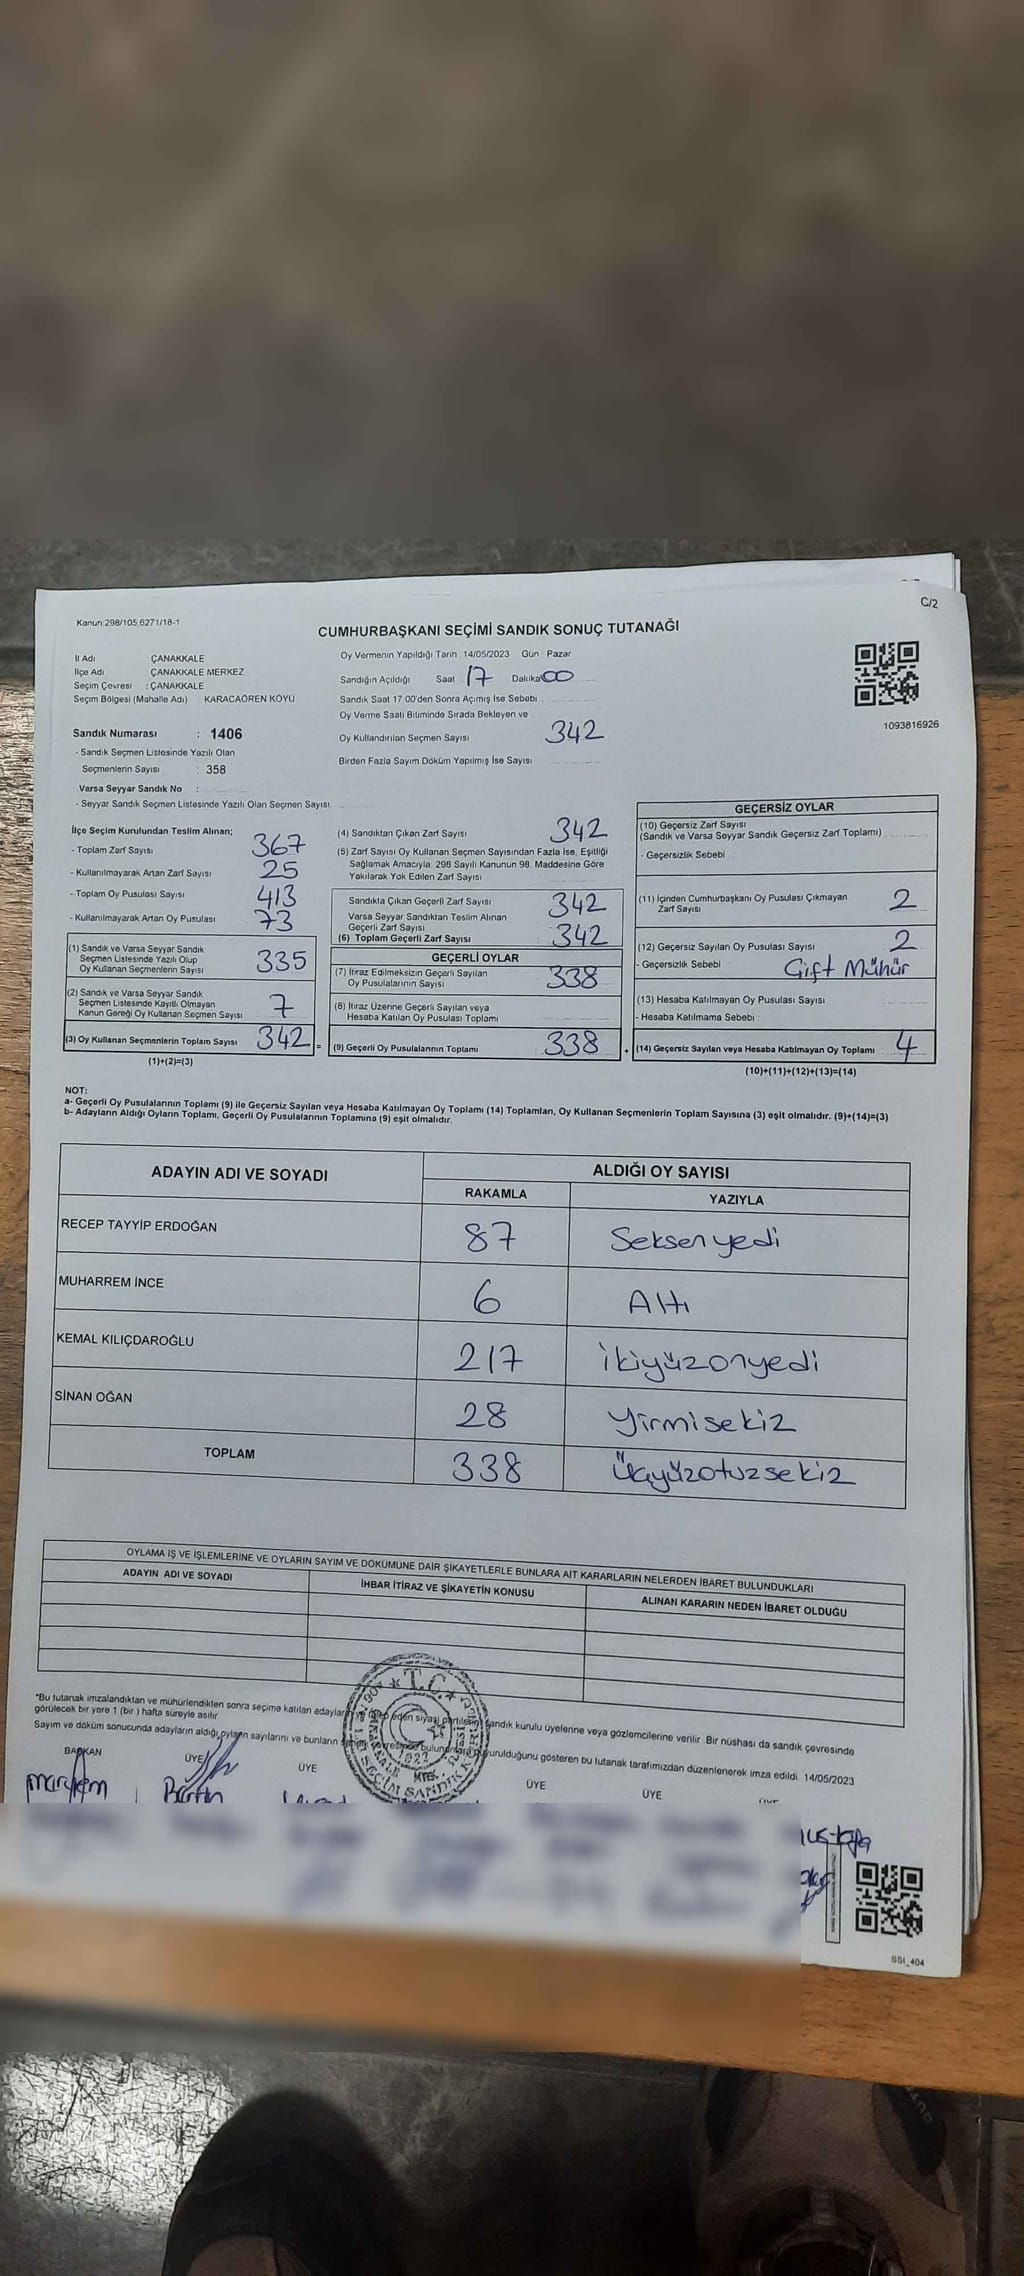 C/2
Kanun:298/105,6271/18-1
CUMHURBAŞKANI SEÇİMİ SANDIK SONUÇ TUTANAĞI
İl Adı ÇANAKKALE
İlçe Adı ÇANAKKALE MERKEZ
Seçim Çevresi : ÇANAKKALE
Seçim Bölgesi (Mahalle Adı) KARACAÖREN KÖYÜ
Oy Vermenin Yapıldığı Tarih 14/05/2023 Gün Pazar
Sandığın Açıldığı Saat 17 Dakika 00
Sandık Saat 17 00'den Sonra Açımış İse Sebebi
Oy Verme Saati Bitiminde Sırada Bekleyen ve
Oy Kullandırılan Seçmen Sayısı 342
Birden Fazla Sayım Döküm Yapılmış İse Sayısı
1093816926
Sandık Numarası : 1406
- Sandık Seçmen Listesinde Yazılı Olan
Seçmenlerin Sayısı : 358
Varsa Seyyar Sandık No :
- Seyyar Sandık Seçmen Listesinde Yazılı Olan Seçmen Sayısı.
İlçe Seçim Kurulundan Teslim Alınan;
- Toplam Zarf Sayısı 367
- Kullanılmayarak Artan Zarf Sayısı 25
- Toplam Oy Pusulası Sayısı 413
- Kullanılmayarak Artan Oy Pusulası 73
(1) Sandık ve Varsa Seyyar Sandık
Seçmen Listesinde Yazılı Olup
Oy Kullanan Seçmenlerin Sayısı 335
(2) Sandık ve Varsa Seyyar Sandık
Seçmen Listesinde Kayıtlı Olmayan
Kanun Gereği Oy Kullanan Seçmen Sayısı 7
(3) Oy Kullanan Seçmenlerin Toplam Sayısı 342 =
(1)+(2)=(3)
(4) Sandıktan Çıkan Zarf Sayısı 342
(5) Zarf Sayısı Oy Kullanan Seçmen Sayısından Fazla İse, Eşitliği
Sağlamak Amacıyla 298 Sayılı Kanunun 98. Maddesine Göre
Yakılarak Yok Edilen Zarf Sayısı
Sandıkta Çıkan Geçerli Zarf Sayısı 342
Varsa Seyyar Sandıktan Teslim Alınan
Geçerli Zarf Sayısı
(6) Toplam Geçerli Zarf Sayısı 342
GEÇERLİ OYLAR
(7) İtiraz Edilmeksizin Geçerli Sayılan
Oy Pusulalarının Sayısı 338
(8) İtiraz Üzerine Geçerli Sayılan veya
Hesaba Katılan Oy Pusulası Toplamı
(9) Geçerli Oy Pusulalarının Toplamı 338 +
GEÇERSİZ OYLAR
(10) Geçersiz Zarf Sayısı
(Sandık ve Varsa Seyyar Sandık Geçersiz Zarf Toplamı)
- Geçersizlik Sebebi
(11) İçinden Cumhurbaşkanı Oy Pusulası Çıkmayan
Zarf Sayısı 2
(12) Geçersiz Sayılan Oy Pusulası Sayısı 2
- Geçersizlik Sebebi Çift Mühür
(13) Hesaba Katılmayan Oy Pusulası Sayısı
- Hesaba Katılmama Sebebi :
(14) Geçersiz Sayılan veya Hesaba Katılmayan Oy Toplamı 4
(10)+(11)+(12)+(13)=(14)
NOT:
a- Geçerli Oy Pusulalarının Toplamı (9) ile Geçersiz Sayılan veya Hesaba Katılmayan Oy Toplamı (14) Toplamları, Oy Kullanan Seçmenlerin Toplam Sayısına (3) eşit olmalıdır. (9)+(14)=(3)
b- Adayların Aldığı Oyların Toplamı, Geçerli Oy Pusulalarının Toplamına (9) eşit olmalıdır.
ADAYIN ADI VE SOYADI ALDIĞI OY SAYISI
RAKAMLA YAZIYLA
RECEP TAYYİP ERDOĞAN 87 Seksenyedi
MUHARREM İNCE 6 Altı
KEMAL KILIÇDAROĞLU 217 İkiyüzonyedi
SİNAN OĞAN 28 Yirmisekiz
TOPLAM 338 Üçyüzotuzsekiz
OYLAMA İŞ VE İŞLEMLERİNE VE OYLARIN SAYIM VE DÖKÜMÜNE DAİR ŞİKAYETLERLE BUNLARA AİT KARARLARIN NELERDEN İBARET BULUNDUKLARI
ADAYIN ADI VE SOYADI İHBAR İTİRAZ VE ŞİKAYETİN KONUSU ALINAN KARARIN NEDEN İBARET OLDUĞU
*Bu tutanak imzalandıktan ve mühürlendikten sonra seçime katılan adaylar eden siyasi partilerin sandık kurulu üyelerine veya gözlemcilerine verilir. Bir nüshası da sandık çevresinde
görülecek bir yere 1 (bir) hafta süreyle asılır.
Sayım ve döküm sonucunda adayların aldığı oyların sayılarını ve bunların duyurulduğunu gösteren bu tutanak tarafımızdan düzenlenerek imza edildi. 14/05/2023
T.C.
BAŞKAN ÜYE ÜYE ÜYE ÜYE
SSI_404